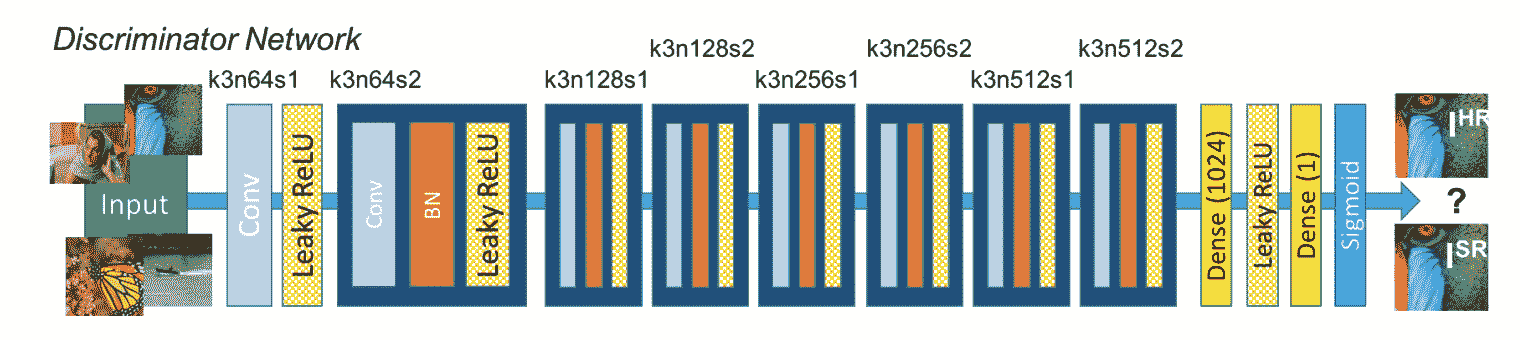 Discriminator Network
k3n64s1
k3n64s2
k3n128s1
k3n128s2
k3n256s1
k3n256s2
k3n512s1
k3n512s2
Input
Conv
Leaky ReLU
Conv
BN
Leaky ReLU
Dense (1024)
Leaky ReLU
Dense (1)
Sigmoid
I^HR
?
I^SR